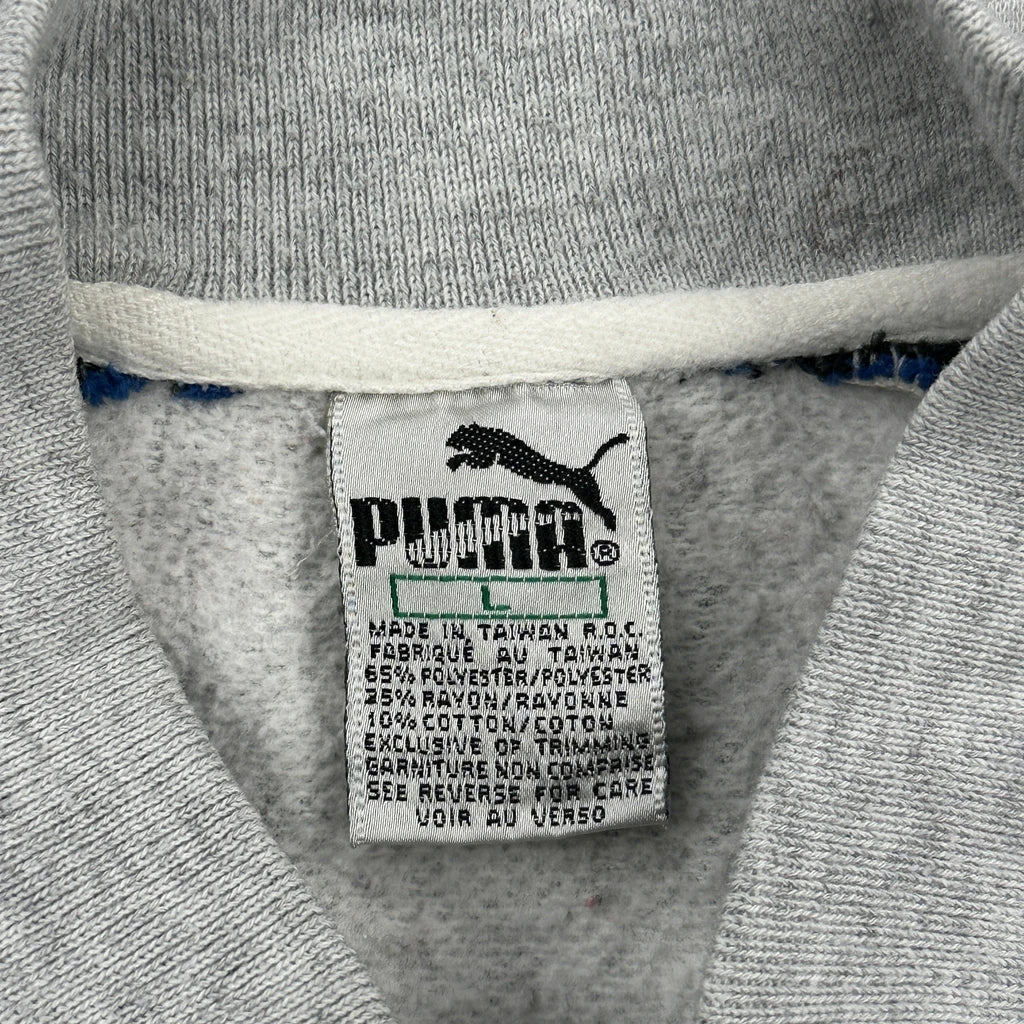 PUMA®
L
MADE IN TAIWAN R.O.C.
FABRIQUÉ AU TAIWAN
65% POLYESTER/POLYESTER
25% RAYON/RAYONNE
10% COTTON/COTON
EXCLUSIVE OF TRIMMING
GARNITURE NON COMPRISE
SEE REVERSE FOR CARE
VOIR AU VERSO